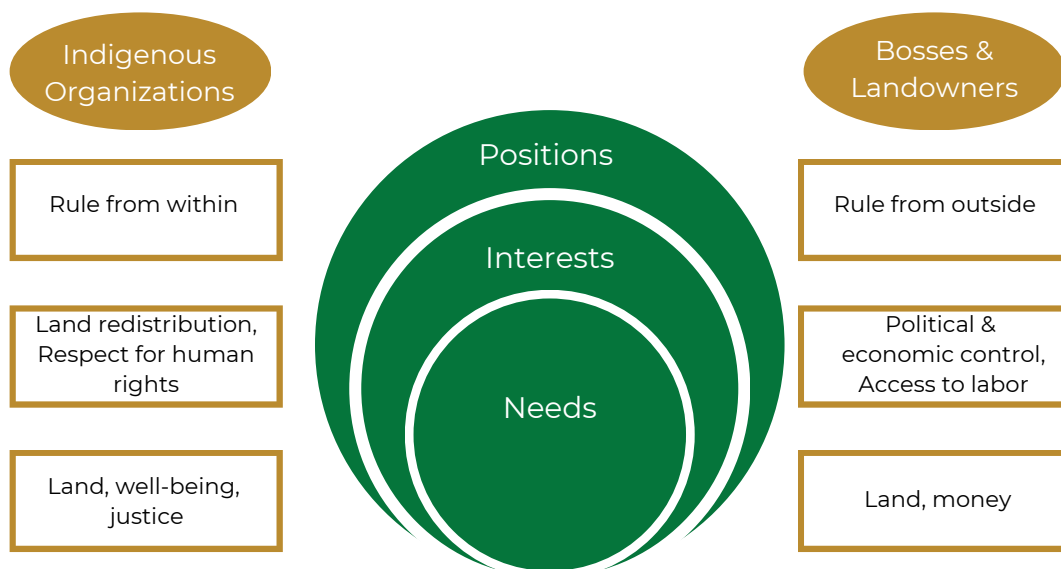 Indigenous
Organizations
Bosses &
Landowners
Positions
Rule from within
Rule from outside
Interests
Land redistribution,
Respect for human
rights
Political &
economic control,
Access to labor
Needs
Land, well-being,
justice
Land, money